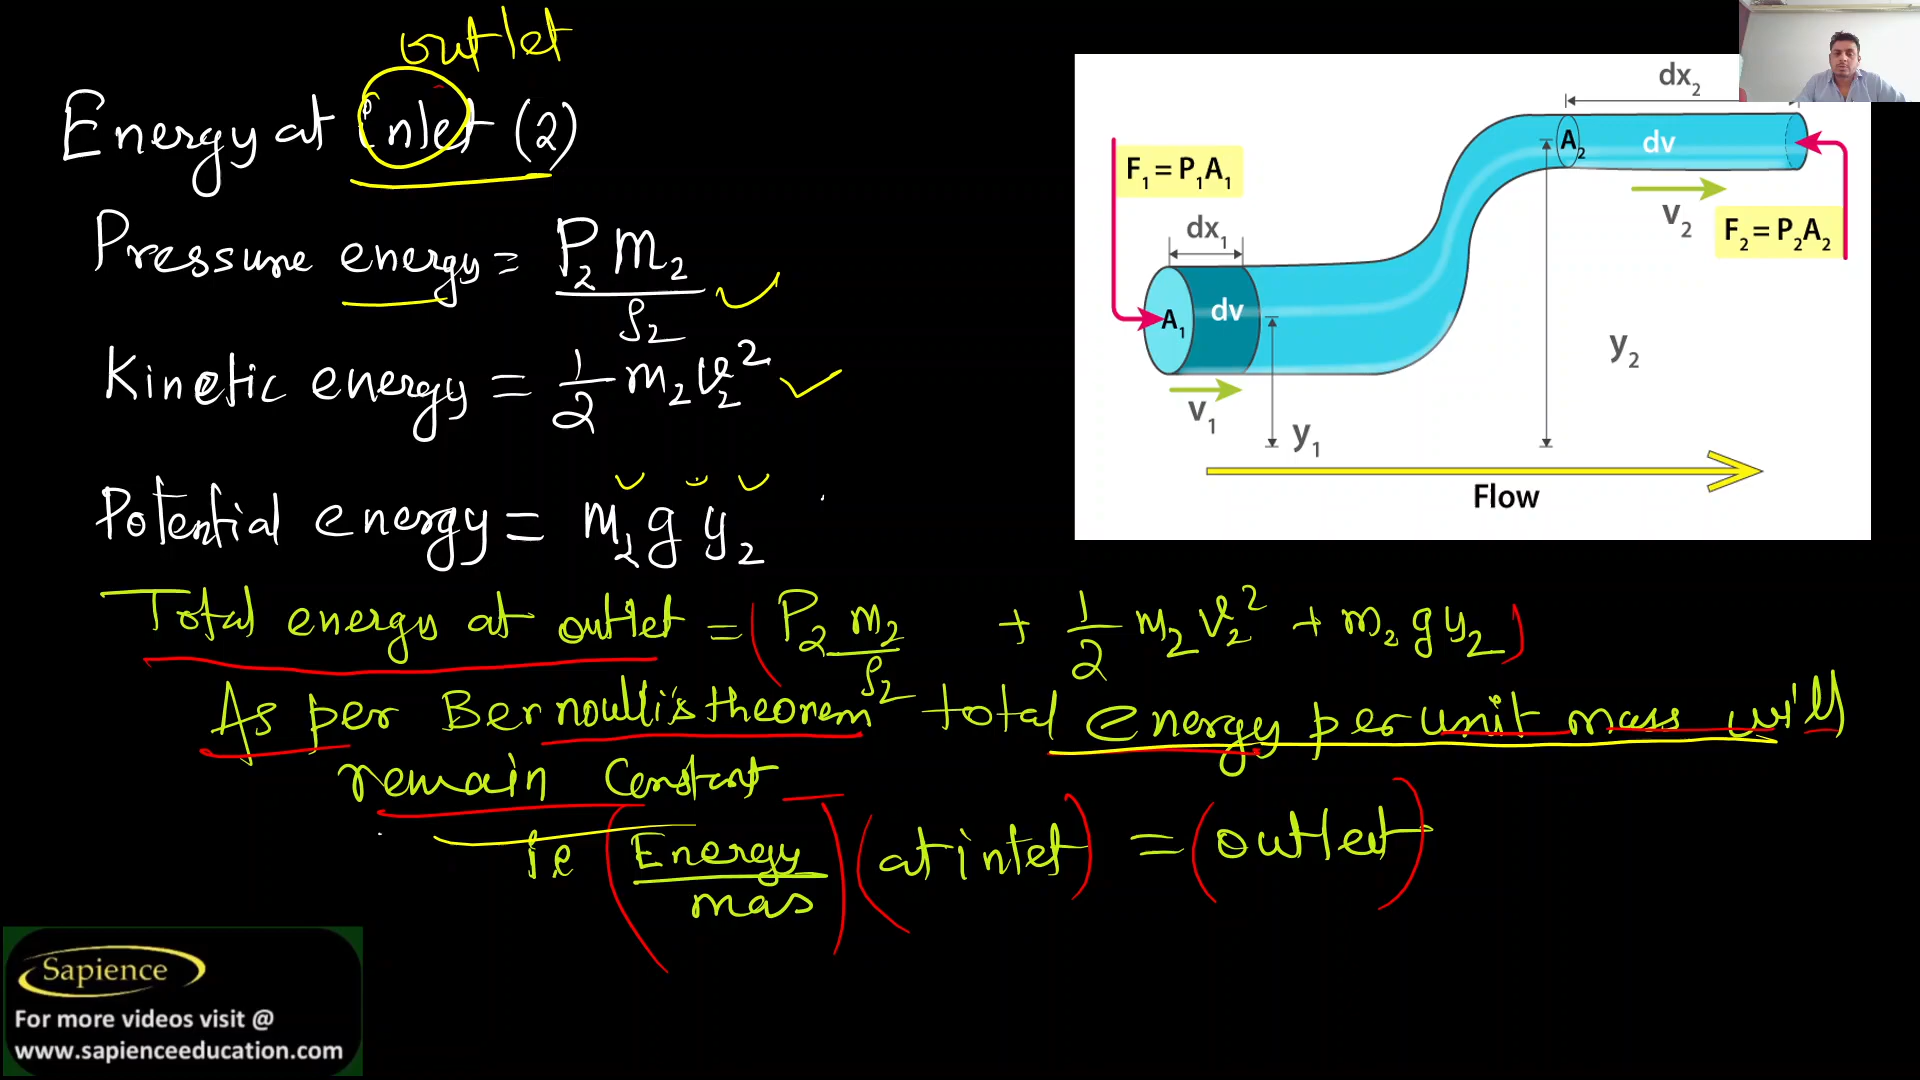 outlet
Energy at inlet (2)
Pressure energy = P₂ m₂ / ρ₂
Kinetic energy = 1/2 m₂ v₂²
Potential energy = m₂ g y₂
Total energy at outlet = ( P₂ m₂ / ρ₂ + 1/2 m₂ v₂² + m₂ g y₂ )
As per Bernoulli's theorem total energy per unit mass will
remain Constant
ie ( Energy / mas ) ( at intet ) = ( outlet )
dx₂
A₂
dv
F₁ = P₁A₁
v₂
F₂ = P₂A₂
dx₁
A₁
dv
v₁
y₁
y₂
Flow
Sapience
For more videos visit @
www.sapienceeducation.com